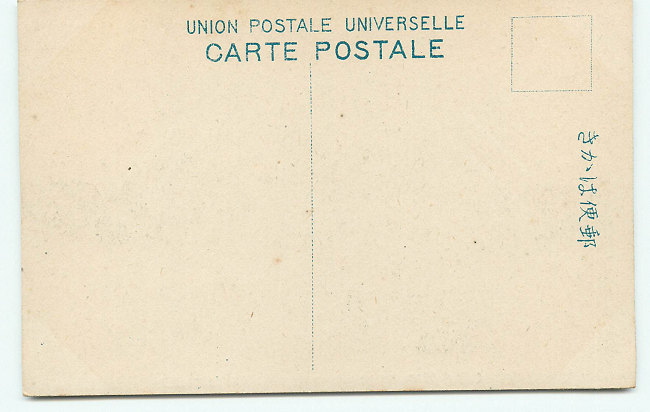 UNION POSTALE UNIVERSELLE
CARTE POSTALE
きかは便郵